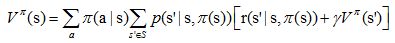 V^π(s) = ∑_a π(a|s) ∑_{s'∈S} p(s'|s,π(s)) [r(s'|s,π(s)) + γV^π(s')]